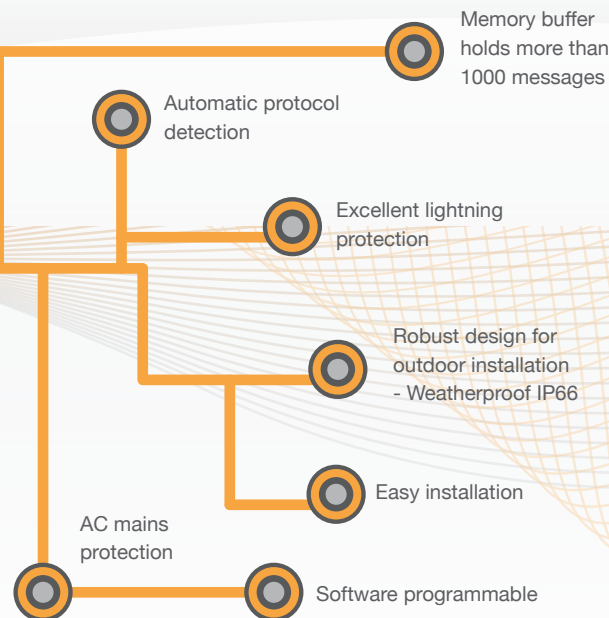 Memory buffer
holds more than
1000 messages
Automatic protocol
detection
Excellent lightning
protection
Robust design for
outdoor installation
- Weatherproof IP66
Easy installation
AC mains
protection
Software programmable